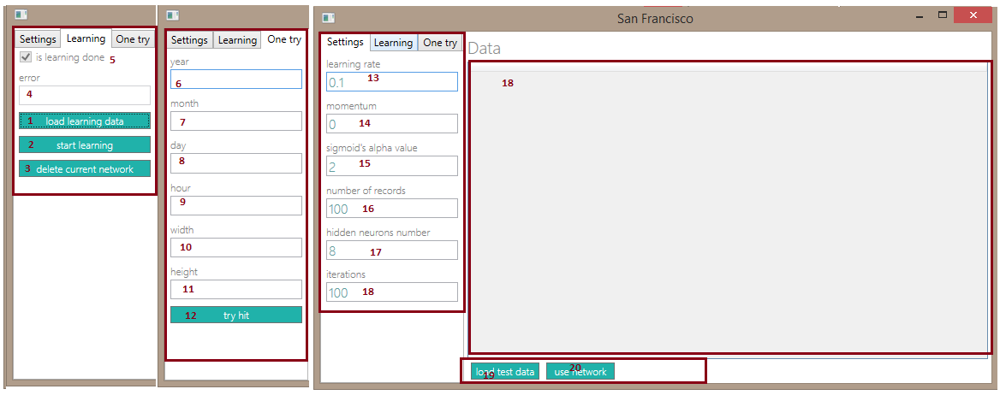 Settings Learning One try
is learning done 5
error
4
1 load learning data
2 start learning
3 delete current network
Settings Learning One try
year
6
month
7
day
8
hour
9
width
10
height
11
12 try hit
San Francisco
Settings Learning One try
learning rate
0.1 13
momentum
0 14
sigmoid's alpha value
2 15
number of records
100 16
hidden neurons number
8 17
iterations
100 18
Data
18
load test data 19
use network 20